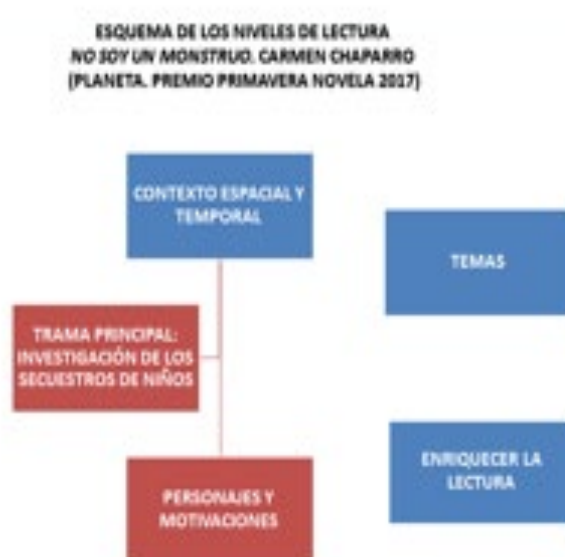 ESQUEMA DE LOS NIVELES DE LECTURA
NO SOY UN MONSTRUO. CARMEN CHAPARRO
(PLANETA. PREMIO PRIMAVERA NOVELA 2017)
CONTEXTO ESPACIAL Y
TEMPORAL
TEMAS
TRAMA PRINCIPAL:
INVESTIGACIÓN DE LOS
SECUESTROS DE NIÑOS
ENRIQUECER LA
LECTURA
PERSONAJES Y
MOTIVACIONES